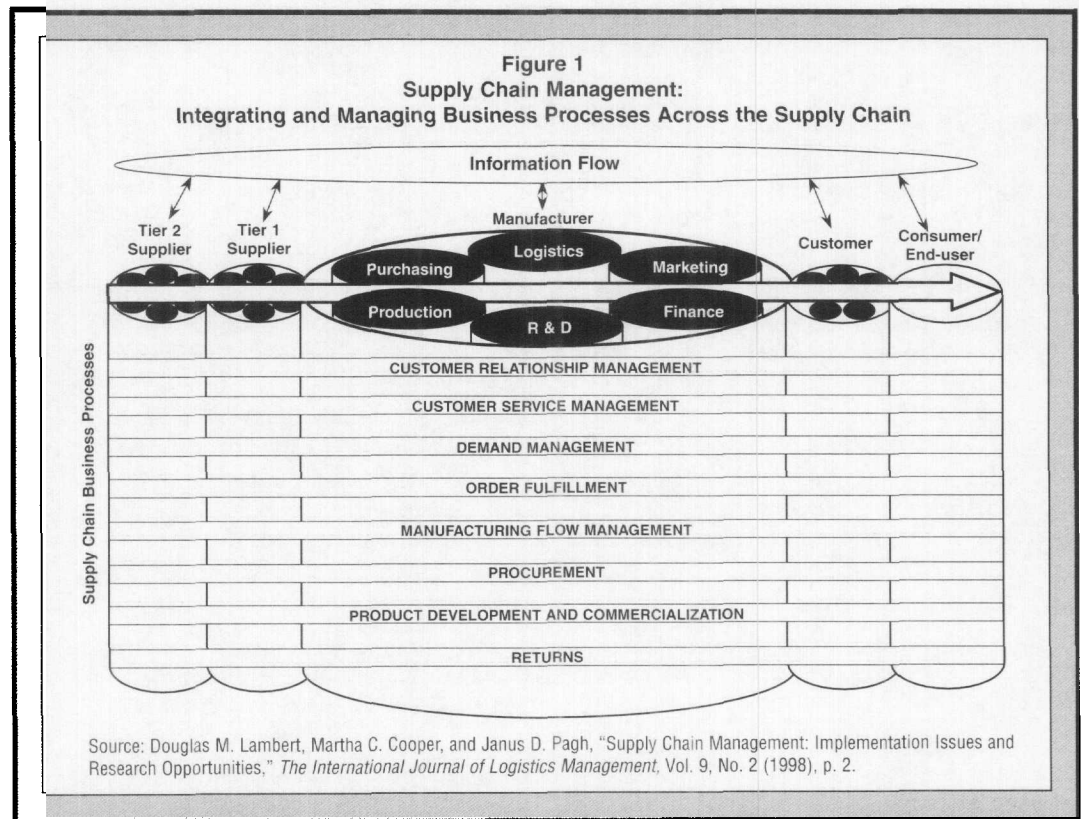 Figure 1
Supply Chain Management:
Integrating and Managing Business Processes Across the Supply Chain
Information Flow
Tier 2
Supplier
Tier 1
Supplier
Manufacturer
Customer
Consumer/
End-user
Logistics
Purchasing
Marketing
Production
R & D
Finance
Supply Chain Business Processes
CUSTOMER RELATIONSHIP MANAGEMENT
CUSTOMER SERVICE MANAGEMENT
DEMAND MANAGEMENT
ORDER FULFILLMENT
MANUFACTURING FLOW MANAGEMENT
PROCUREMENT
PRODUCT DEVELOPMENT AND COMMERCIALIZATION
RETURNS
Source: Douglas M. Lambert, Martha C. Cooper, and Janus D. Pagh, “Supply Chain Management: Implementation Issues and
Research Opportunities,” The International Journal of Logistics Management, Vol. 9, No. 2 (1998), p. 2.